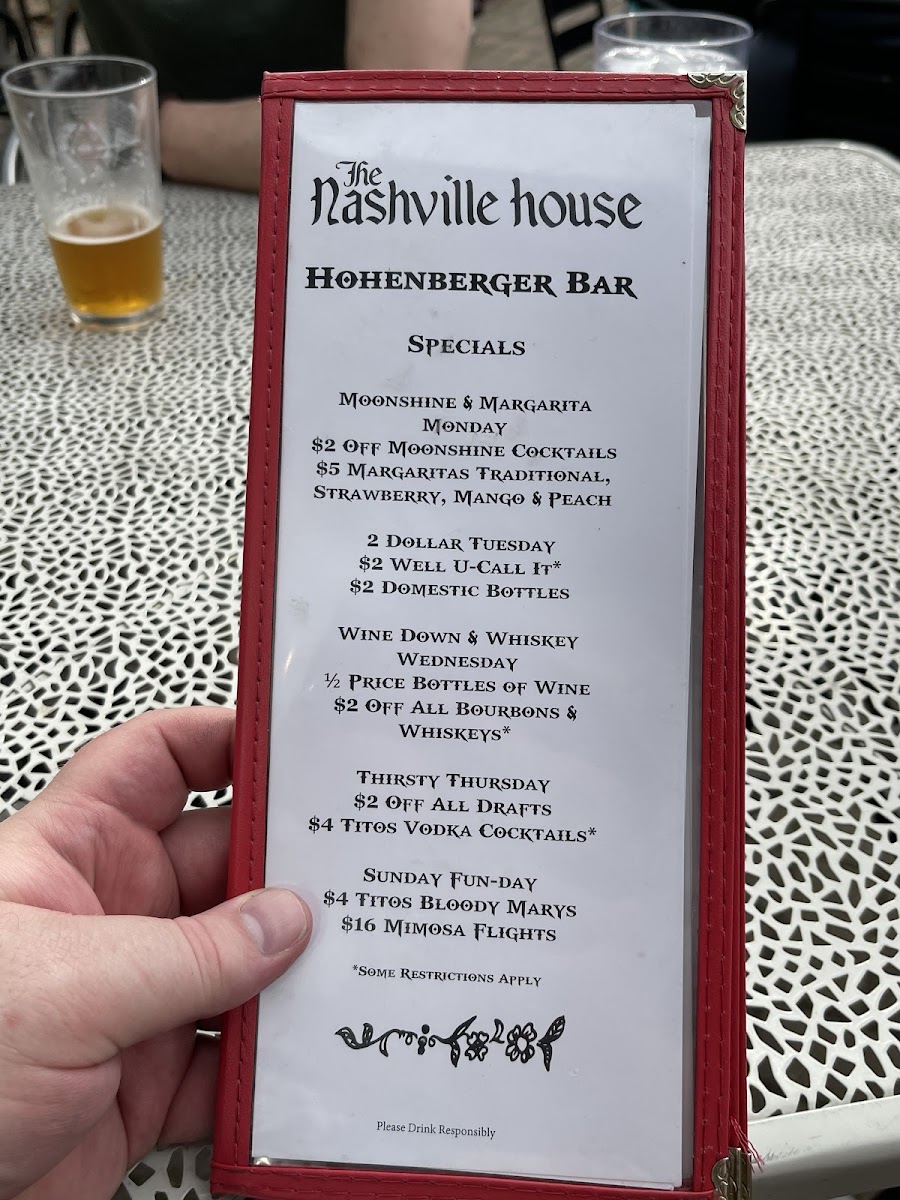 The
Nashville house
Hohenberger Bar
Specials
Moonshine & Margarita
Monday
$2 Off Moonshine Cocktails
$5 Margaritas Traditional,
Strawberry, Mango & Peach
2 Dollar Tuesday
$2 Well U-Call It*
$2 Domestic Bottles
Wine Down & Whiskey
Wednesday
½ Price Bottles of Wine
$2 Off All Bourbons &
Whiskeys*
Thirsty Thursday
$2 Off All Drafts
$4 Titos Vodka Cocktails*
Sunday Fun-day
$4 Titos Bloody Marys
$16 Mimosa Flights
*Some Restrictions Apply
Please Drink Responsibly